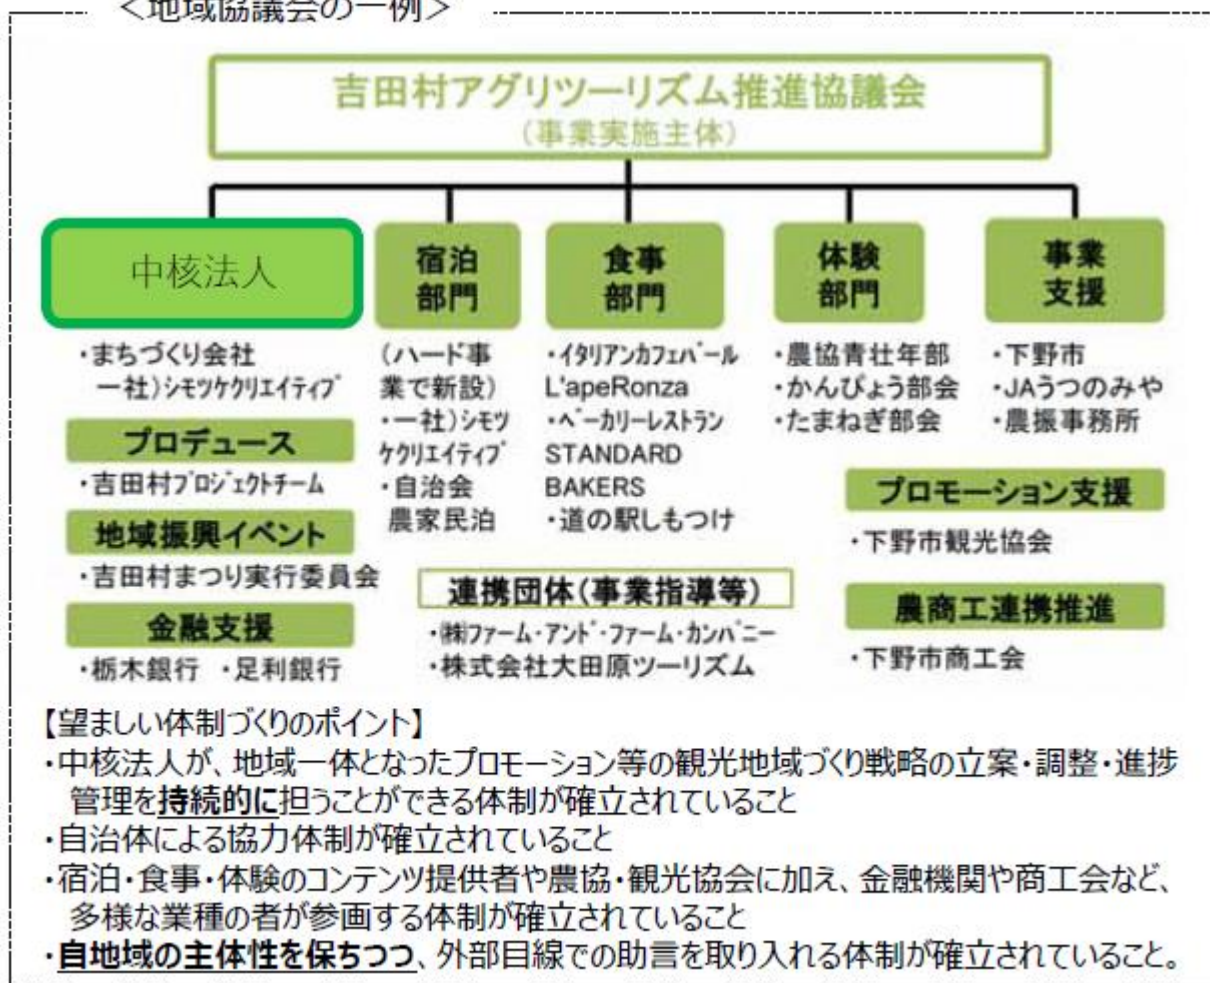 <地域協議会の一例>
吉田村アグリツーリズム推進協議会
(事業実施主体)
中核法人
・まちづくり会社
一社)シモツケクリエイティブ
プロデュース
・吉田村プロジェクトチーム
地域振興イベント
・吉田村まつり実行委員会
金融支援
・栃木銀行 ・足利銀行
宿泊
部門
(ハード事
業で新設)
・一社)シモツ
ケクリエイティブ
・自治会
農家民泊
食事
部門
・イタリアンカフェバール
L'apeRonza
・ベーカリーレストラン
STANDARD
BAKERS
・道の駅しもつけ
体験
部門
・農協青壮年部
・かんぴょう部会
・たまねぎ部会
事業
支援
・下野市
・JAうつのみや
・農振事務所
プロモーション支援
・下野市観光協会
農商工連携推進
・下野市商工会
連携団体(事業指導等)
・㈱ファーム・アンド・ファーム・カンパニー
・株式会社大田原ツーリズム
【望ましい体制づくりのポイント】
・中核法人が、地域一体となったプロモーション等の観光地域づくり戦略の立案・調整・進捗
管理を持続的に担うことができる体制が確立されていること
・自治体による協力体制が確立されていること
・宿泊・食事・体験のコンテンツ提供者や農協・観光協会に加え、金融機関や商工会など、
多様な業種の者が参画する体制が確立されていること
・自地域の主体性を保ちつつ、外部目線での助言を取り入れる体制が確立されていること。